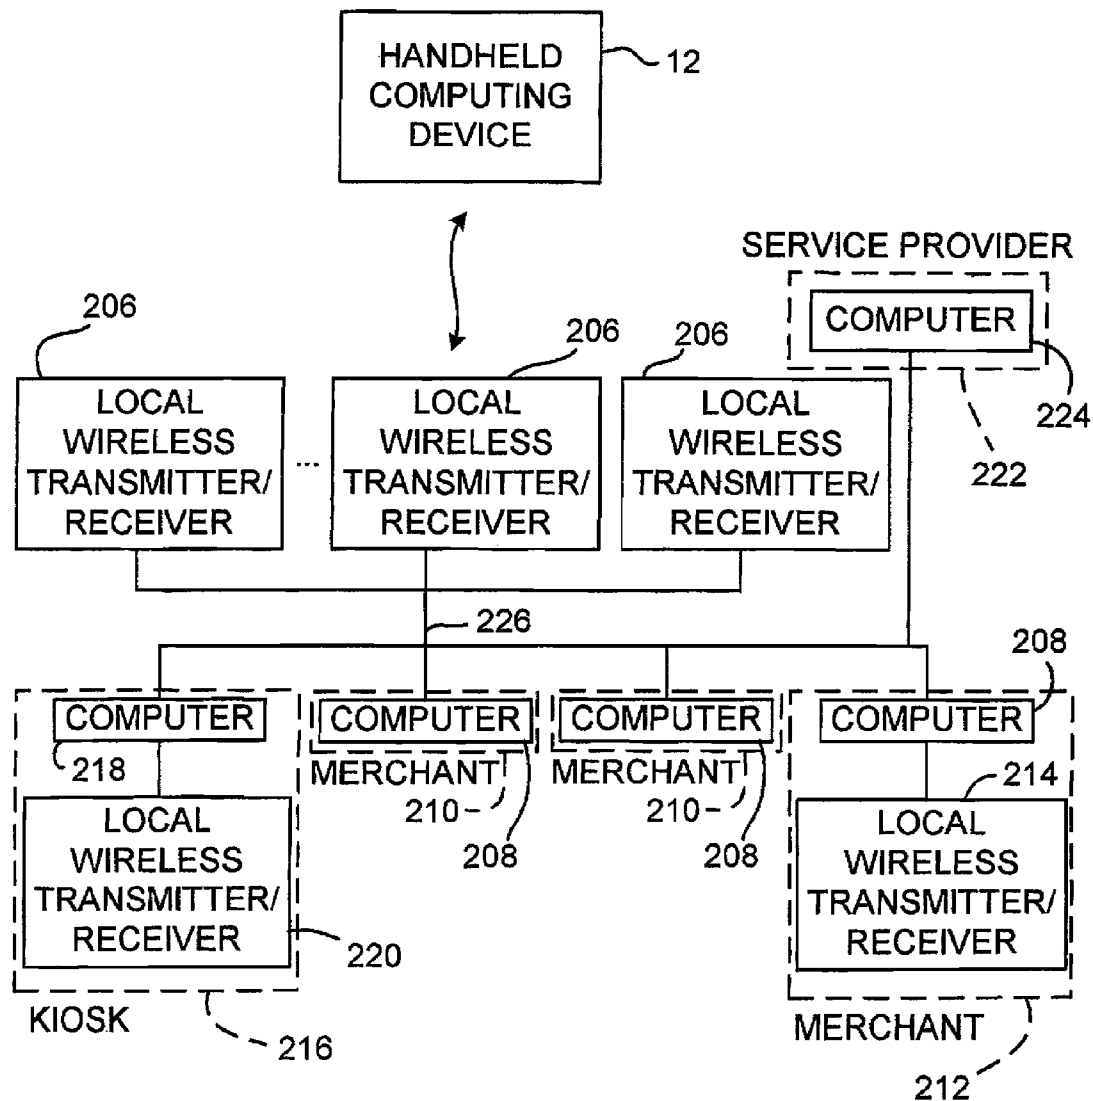 HANDHELD
COMPUTING
DEVICE
12
SERVICE PROVIDER
COMPUTER
224
222
206
206
206
LOCAL
WIRELESS
TRANSMITTER/
RECEIVER
...
LOCAL
WIRELESS
TRANSMITTER/
RECEIVER
LOCAL
WIRELESS
TRANSMITTER/
RECEIVER
226
208
COMPUTER
218
LOCAL
WIRELESS
TRANSMITTER/
RECEIVER
220
KIOSK
216
COMPUTER
MERCHANT
210
208
COMPUTER
MERCHANT
210
208
COMPUTER
214
LOCAL
WIRELESS
TRANSMITTER/
RECEIVER
MERCHANT
212